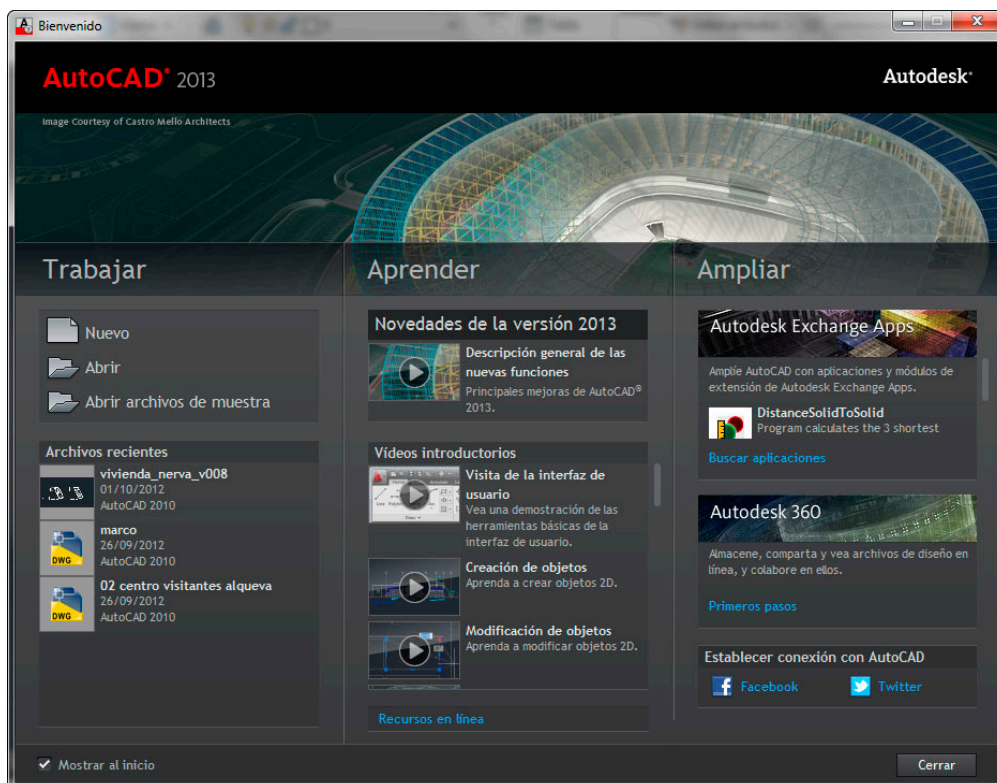 Bienvenido
AutoCAD® 2013
Autodesk®
Image Courtesy of Castro Mello Architects
Trabajar
Nuevo
Abrir
Abrir archivos de muestra
Archivos recientes
vivienda_nerva_v008
01/10/2012
AutoCAD 2010
marco
26/09/2012
AutoCAD 2010
02 centro visitantes alqueva
26/09/2012
AutoCAD 2010
DWG
DWG
Aprender
Novedades de la versión 2013
Descripción general de las
nuevas funciones
Principales mejoras de AutoCAD®
2013.
Vídeos introductorios
Visita de la interfaz de
usuario
Vea una demostración de las
herramientas básicas de la
interfaz de usuario.
Creación de objetos
Aprenda a crear objetos 2D.
Modificación de objetos
Aprenda a modificar objetos 2D.
Recursos en línea
Ampliar
Autodesk Exchange Apps
Amplíe AutoCAD con aplicaciones y módulos de
extensión de Autodesk Exchange Apps.
DistanceSolidToSolid
Program calculates the 3 shortest
Buscar aplicaciones
Autodesk 360
Almacene, comparta y vea archivos de diseño en
línea, y colabore en ellos.
Primeros pasos
Establecer conexión con AutoCAD
Facebook
Twitter
Mostrar al inicio
Cerrar